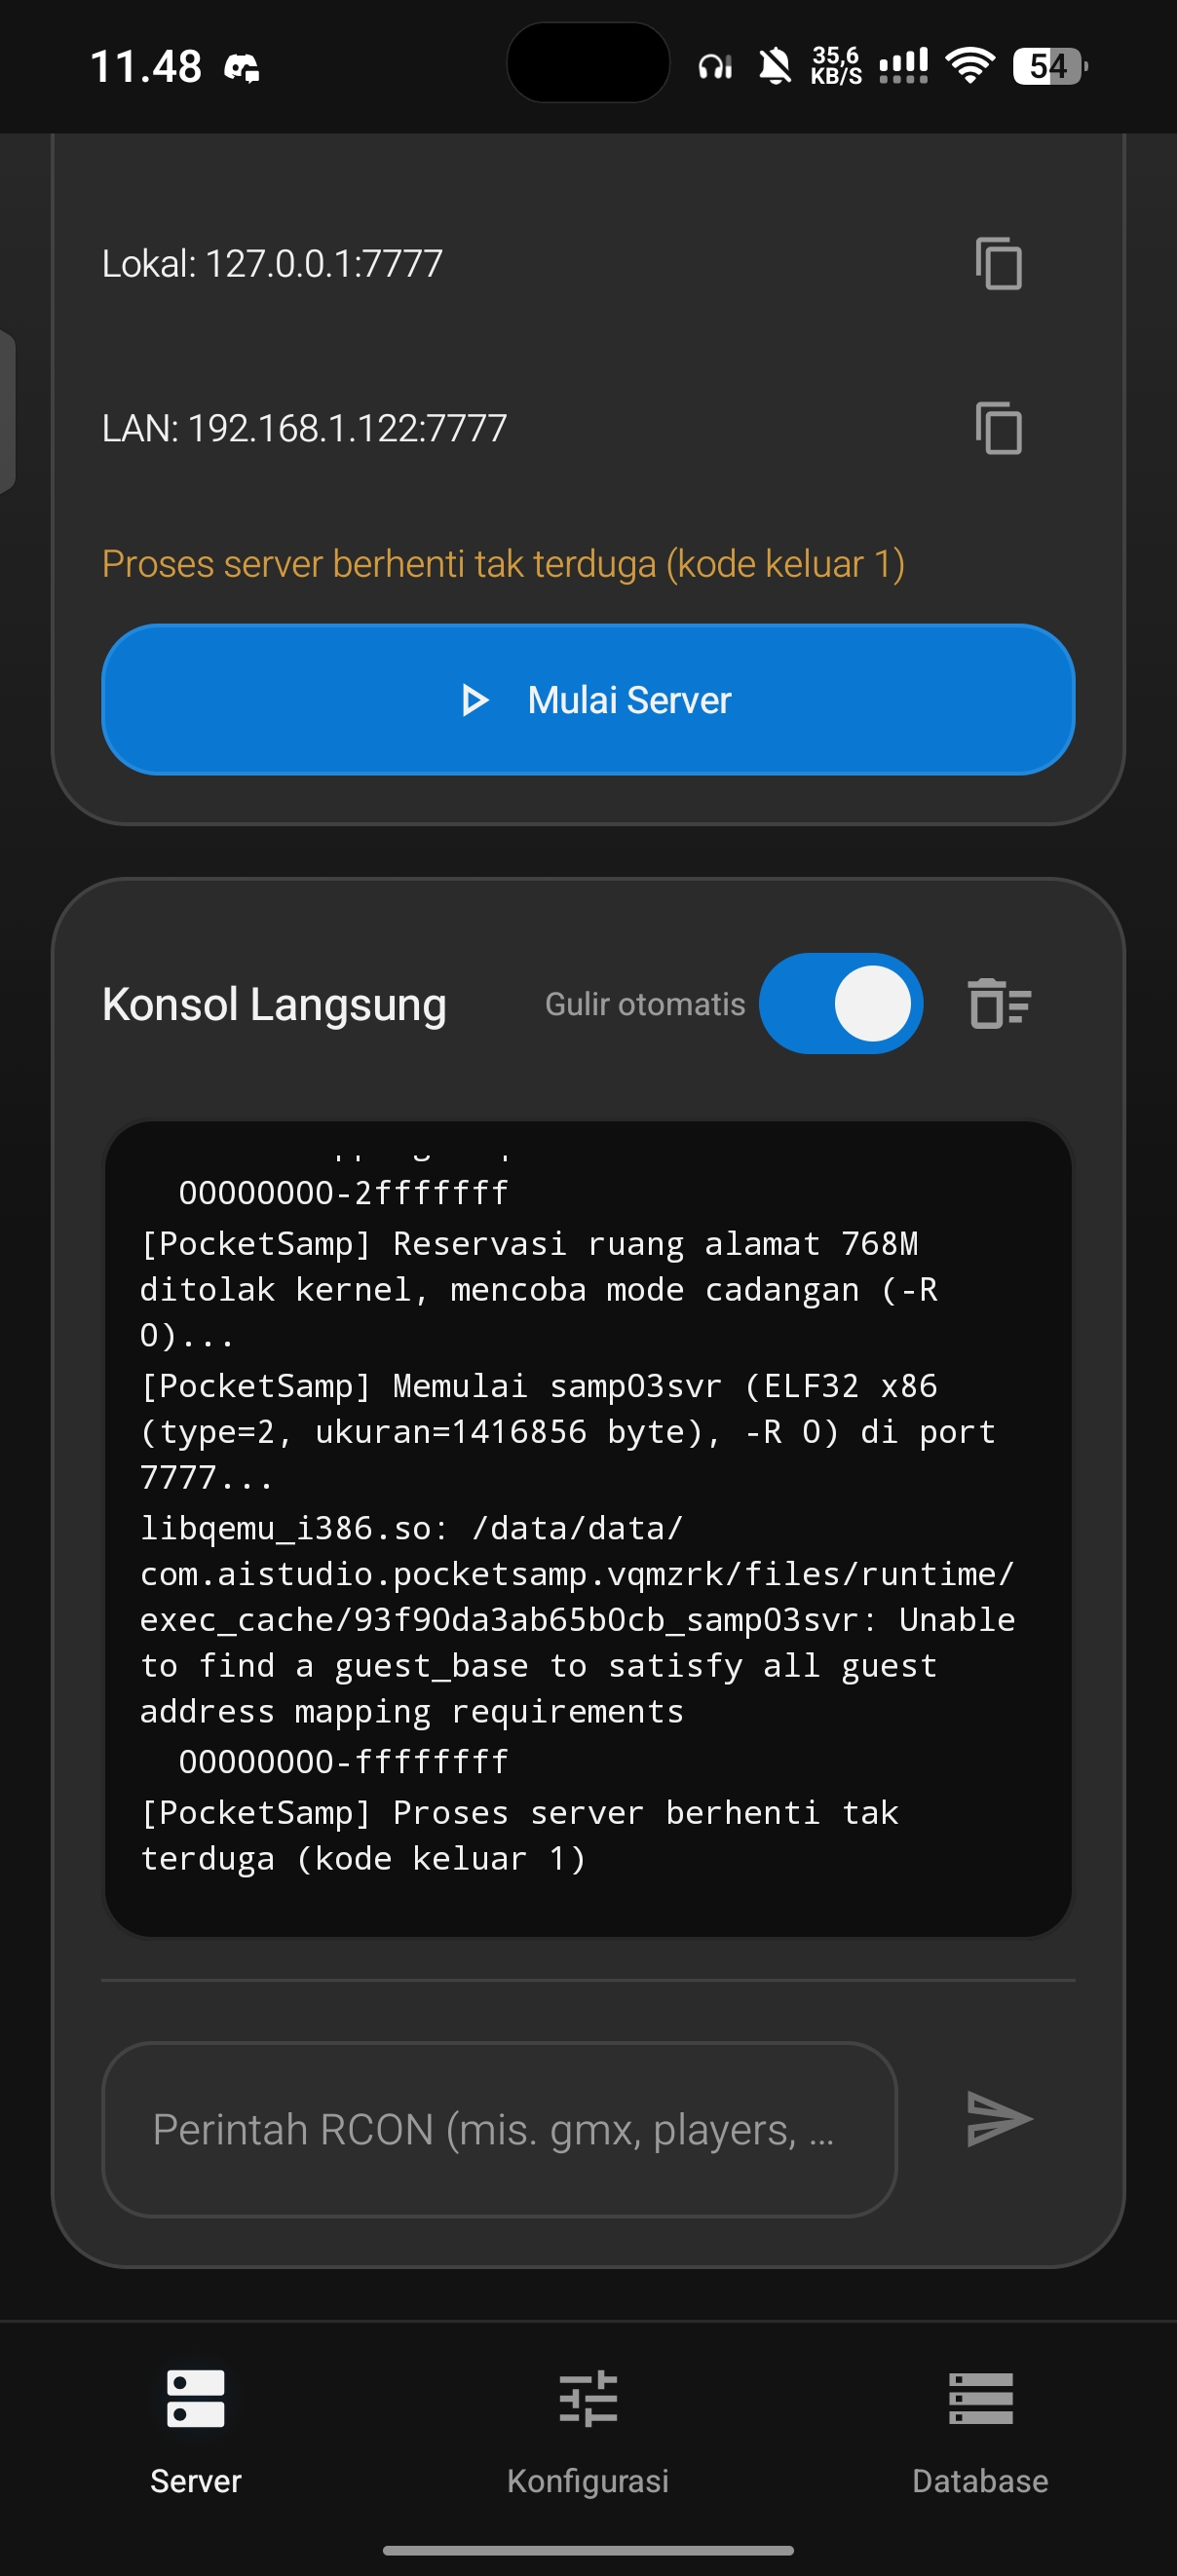 11.48
35,6
KB/S
54
Lokal: 127.0.0.1:7777
LAN: 192.168.1.122:7777
Proses server berhenti tak terduga (kode keluar 1)
Mulai Server
Konsol Langsung
Gulir otomatis
00000000-2fffffff
[PocketSamp] Reservasi ruang alamat 768M
ditolak kernel, mencoba mode cadangan (-R
0)...
[PocketSamp] Memulai samp03svr (ELF32 x86
(type=2, ukuran=1416856 byte), -R 0) di port
7777...
libqemu_i386.so: /data/data/
com.aistudio.pocketsamp.vqmzrk/files/runtime/
exec_cache/93f90da3ab65b0cb_samp03svr: Unable
to find a guest_base to satisfy all guest
address mapping requirements
00000000-ffffffff
[PocketSamp] Proses server berhenti tak
terduga (kode keluar 1)
Perintah RCON (mis. gmx, players, ...
Server
Konfigurasi
Database